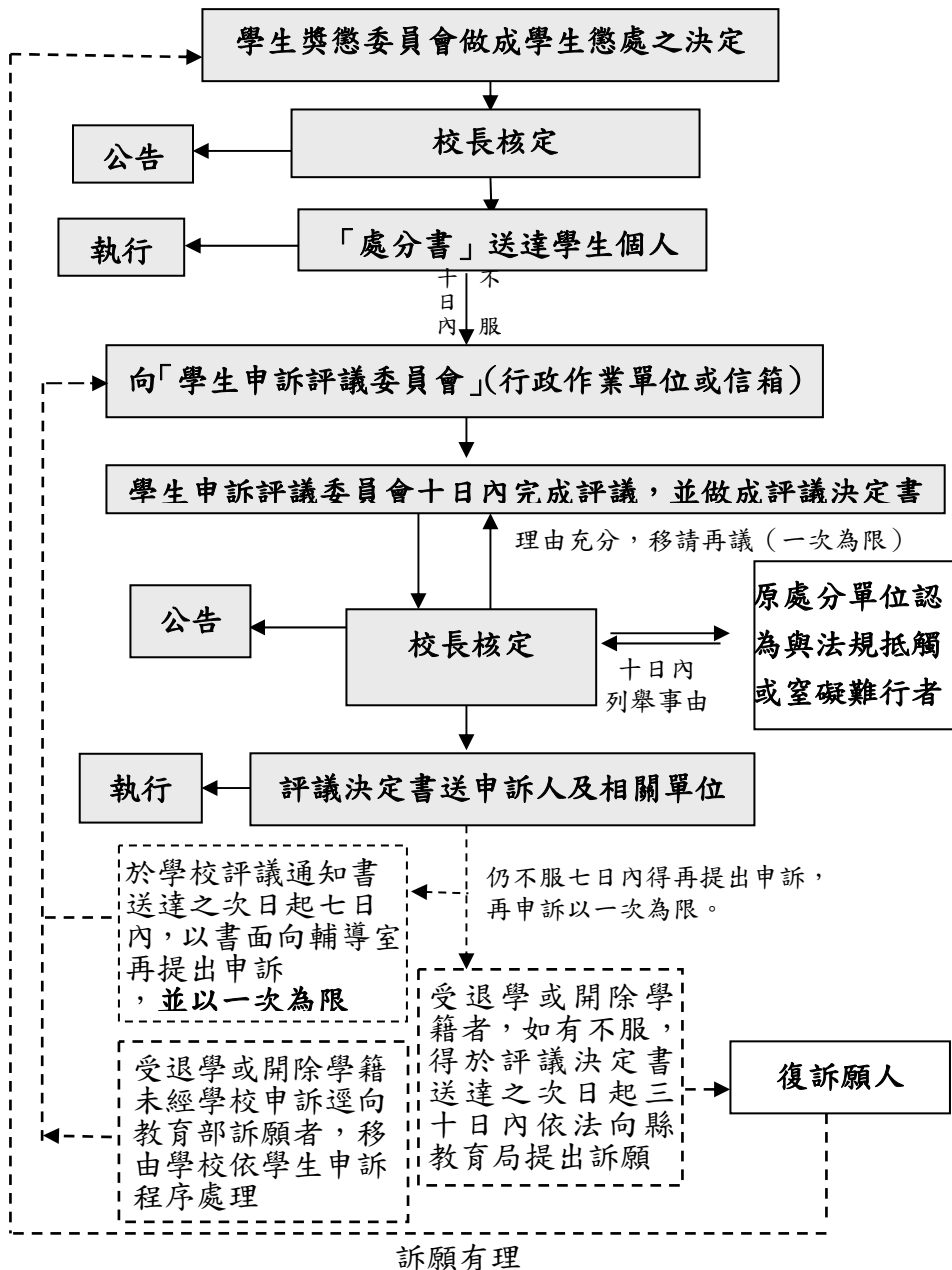 學生獎懲委員會做成學生懲處之決定
校長核定
公告
「處分書」送達學生個人
執行
十日內
不服
向「學生申訴評議委員會」(行政作業單位或信箱)
學生申訴評議委員會十日內完成評議，並做成評議決定書
理由充分，移請再議（一次為限）
公告
校長核定
十日內
列舉事由
原處分單位認
為與法規抵觸
或窒礙難行者
執行
評議決定書送申訴人及相關單位
仍不服七日內得再提出申訴，
再申訴以一次為限。
於學校評議通知書
送達之次日起七日
內，以書面向輔導室
再提出申訴
，並以一次為限
受退學或開除學
籍者，如有不服，
得於評議決定書
送達之次日起三
十日內依法向縣
教育局提出訴願
復訴願人
受退學或開除學籍
未經學校申訴逕向
教育部訴願者，移
由學校依學生申訴
程序處理
訴願有理